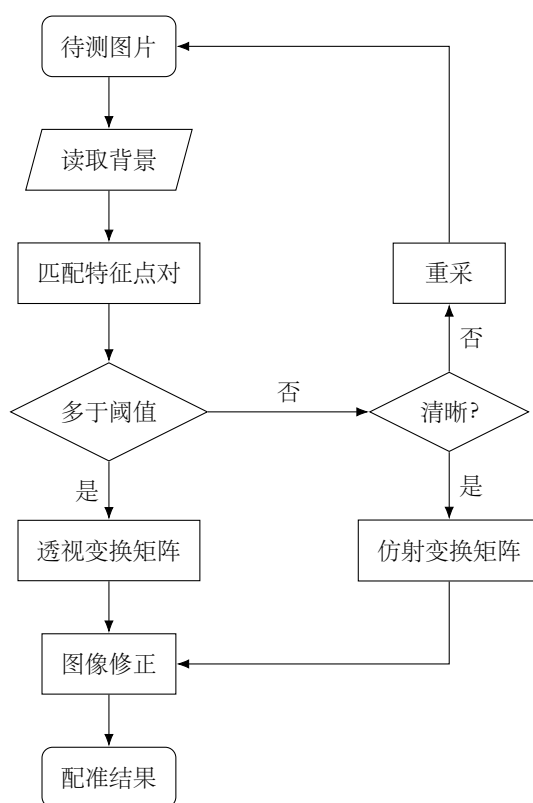 待测图片
读取背景
匹配特征点对
重采
否
多于阈值
否
清晰?
是
是
透视变换矩阵
仿射变换矩阵
图像修正
配准结果